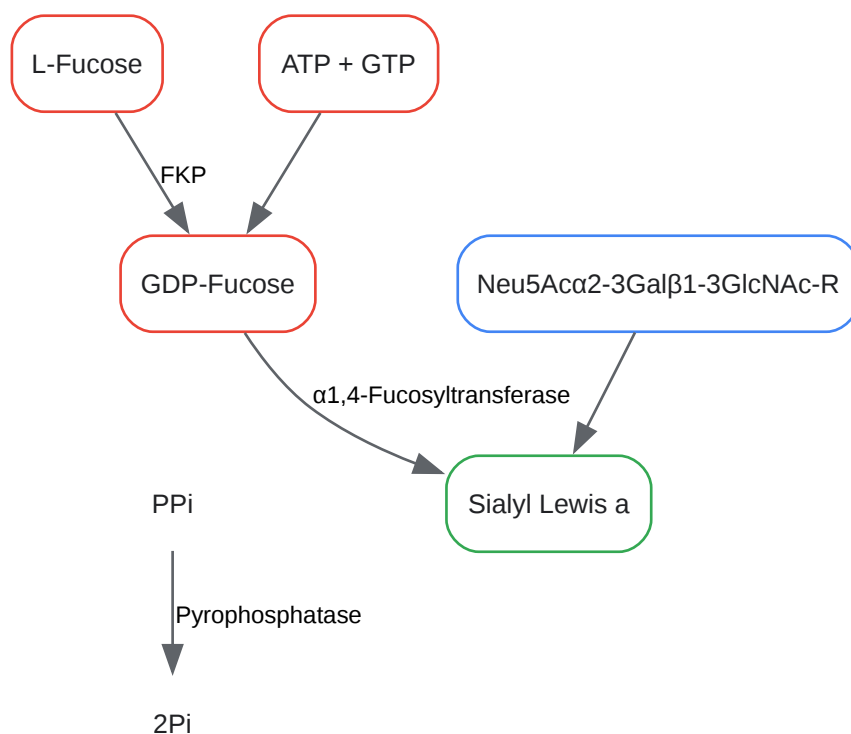 L-Fucose
ATP + GTP
FKP
GDP-Fucose
Neu5Acα2-3Galβ1-3GlcNAc-R
α1,4-Fucosyltransferase
PPi
Sialyl Lewis a
Pyrophosphatase
2Pi